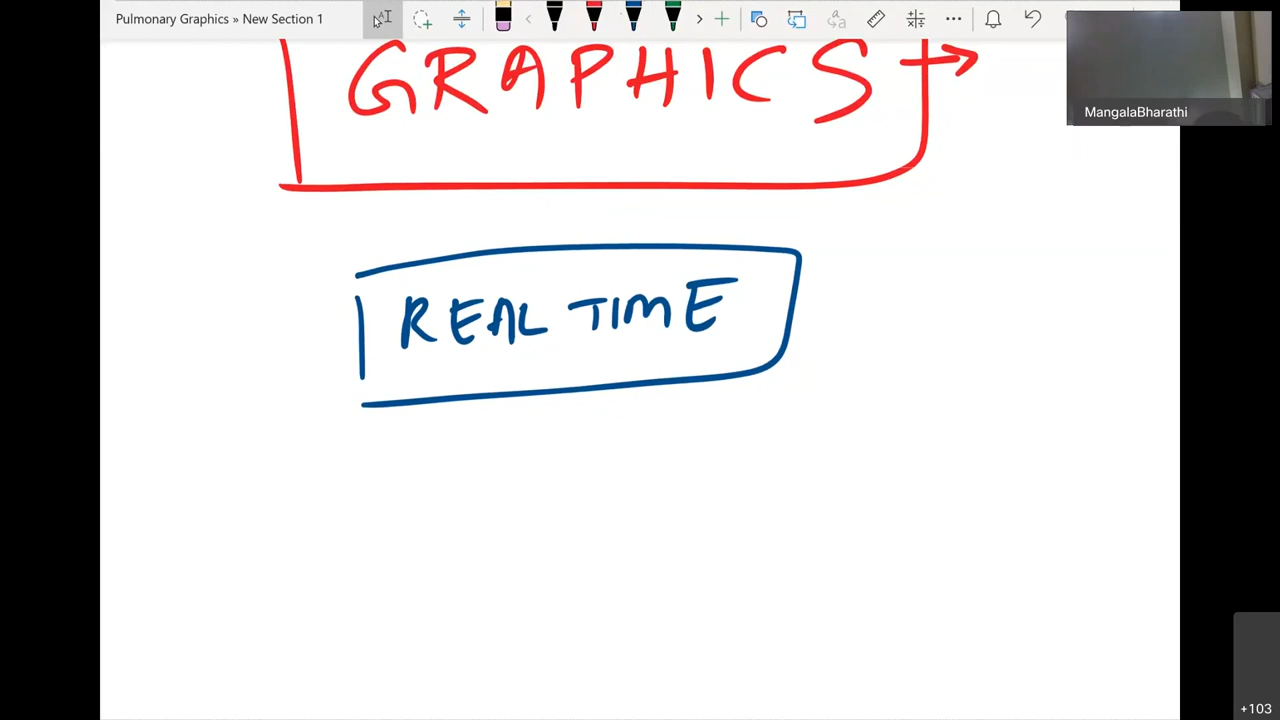 Pulmonary Graphics » New Section 1
GRAPHICS
MangalaBharathi
REAL TIME
+103